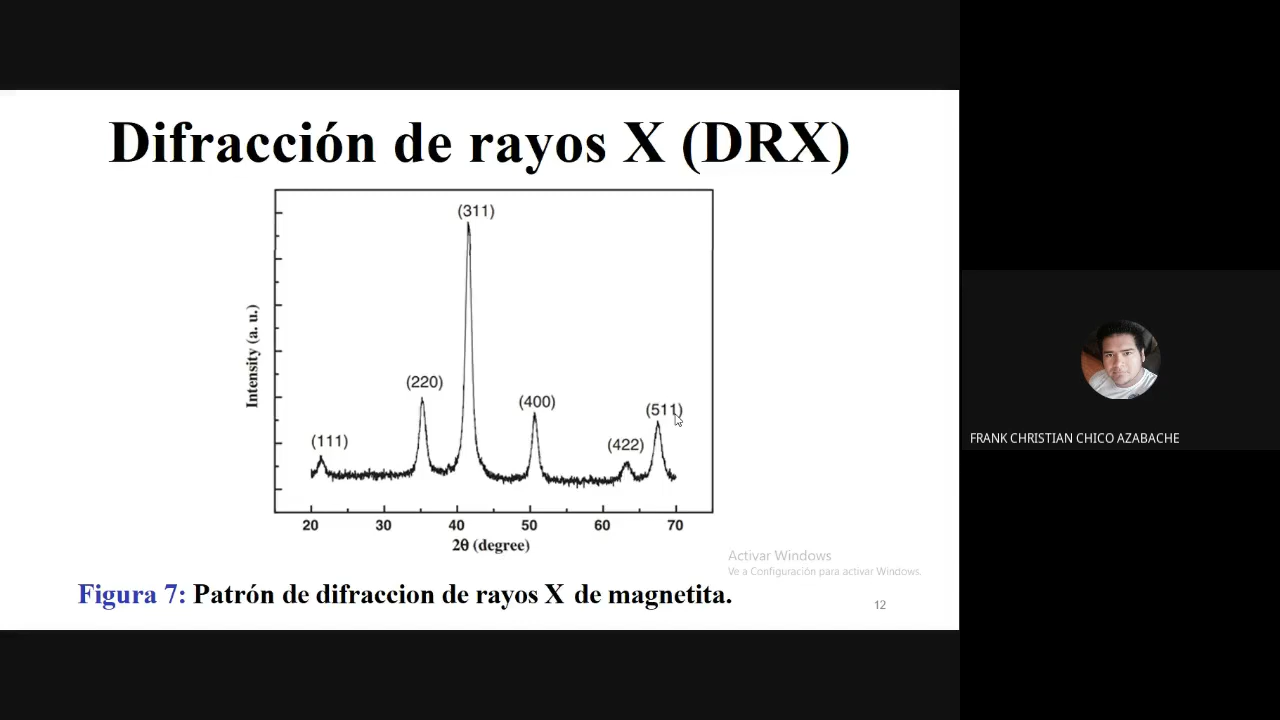 Difracción de rayos X (DRX)
(311)
(220)
(400)
(511)
(111)
(422)
Intensity (a. u.)
20 30 40 50 60 70
2θ (degree)
Activar Windows
Ve a Configuración para activar Windows.
Figura 7: Patrón de difraccion de rayos X de magnetita.
12
FRANK CHRISTIAN CHICO AZABACHE